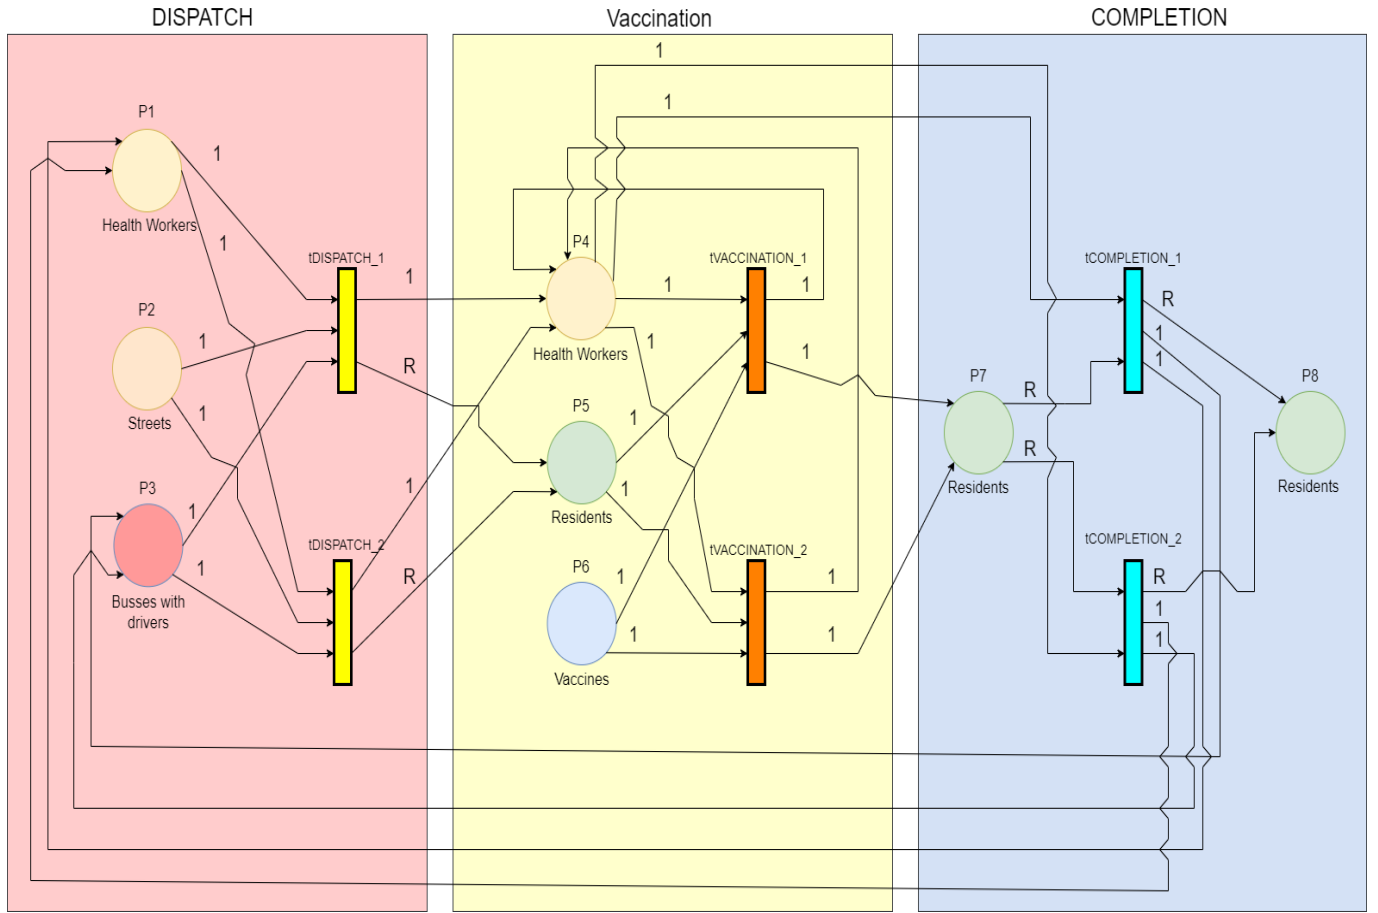 DISPATCH
Vaccination
COMPLETION
1
1
P1
1
Health Workers
1
P4
tDISPATCH_1
tVACCINATION_1
tCOMPLETION_1
1
1
1
R
P2
1
1
1
1
Health Workers
1
R
P7
P8
R
Streets
1
P5
1
R
Residents
Residents
P3
1
1
1
Residents
tDISPATCH_2
tVACCINATION_2
tCOMPLETION_2
1
R
P6
1
1
R
Busses with
drivers
1
1
1
1
Vaccines